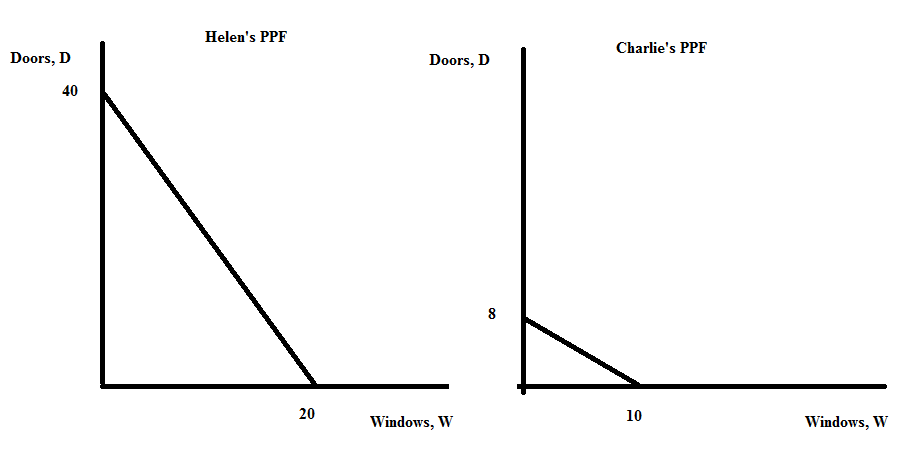 Helen's PPF
Doors, D
40
20
Windows, W
Charlie's PPF
Doors, D
8
10
Windows, W